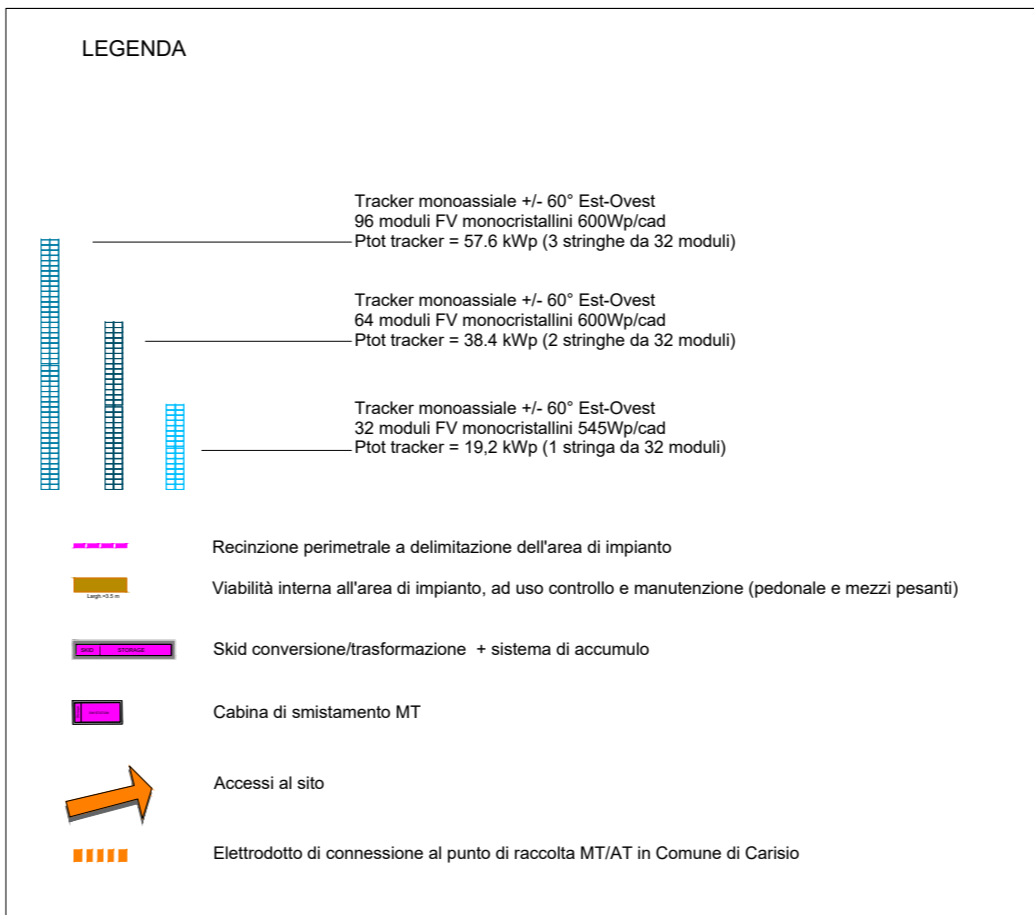 LEGENDA
Tracker monoassiale +/- 60° Est-Ovest
96 moduli FV monocristallini 600Wp/cad
Ptot tracker = 57.6 kWp (3 stringhe da 32 moduli)
Tracker monoassiale +/- 60° Est-Ovest
64 moduli FV monocristallini 600Wp/cad
Ptot tracker = 38.4 kWp (2 stringhe da 32 moduli)
Tracker monoassiale +/- 60° Est-Ovest
32 moduli FV monocristallini 545Wp/cad
Ptot tracker = 19,2 kWp (1 stringa da 32 moduli)
Recinzione perimetrale a delimitazione dell'area di impianto
Viabilità interna all'area di impianto, ad uso controllo e manutenzione (pedonale e mezzi pesanti)
Largh.=3.5 m
SKID STORAGE
Skid conversione/trasformazione + sistema di accumulo
Cabina di smistamento MT
Accessi al sito
Elettrodotto di connessione al punto di raccolta MT/AT in Comune di Carisio